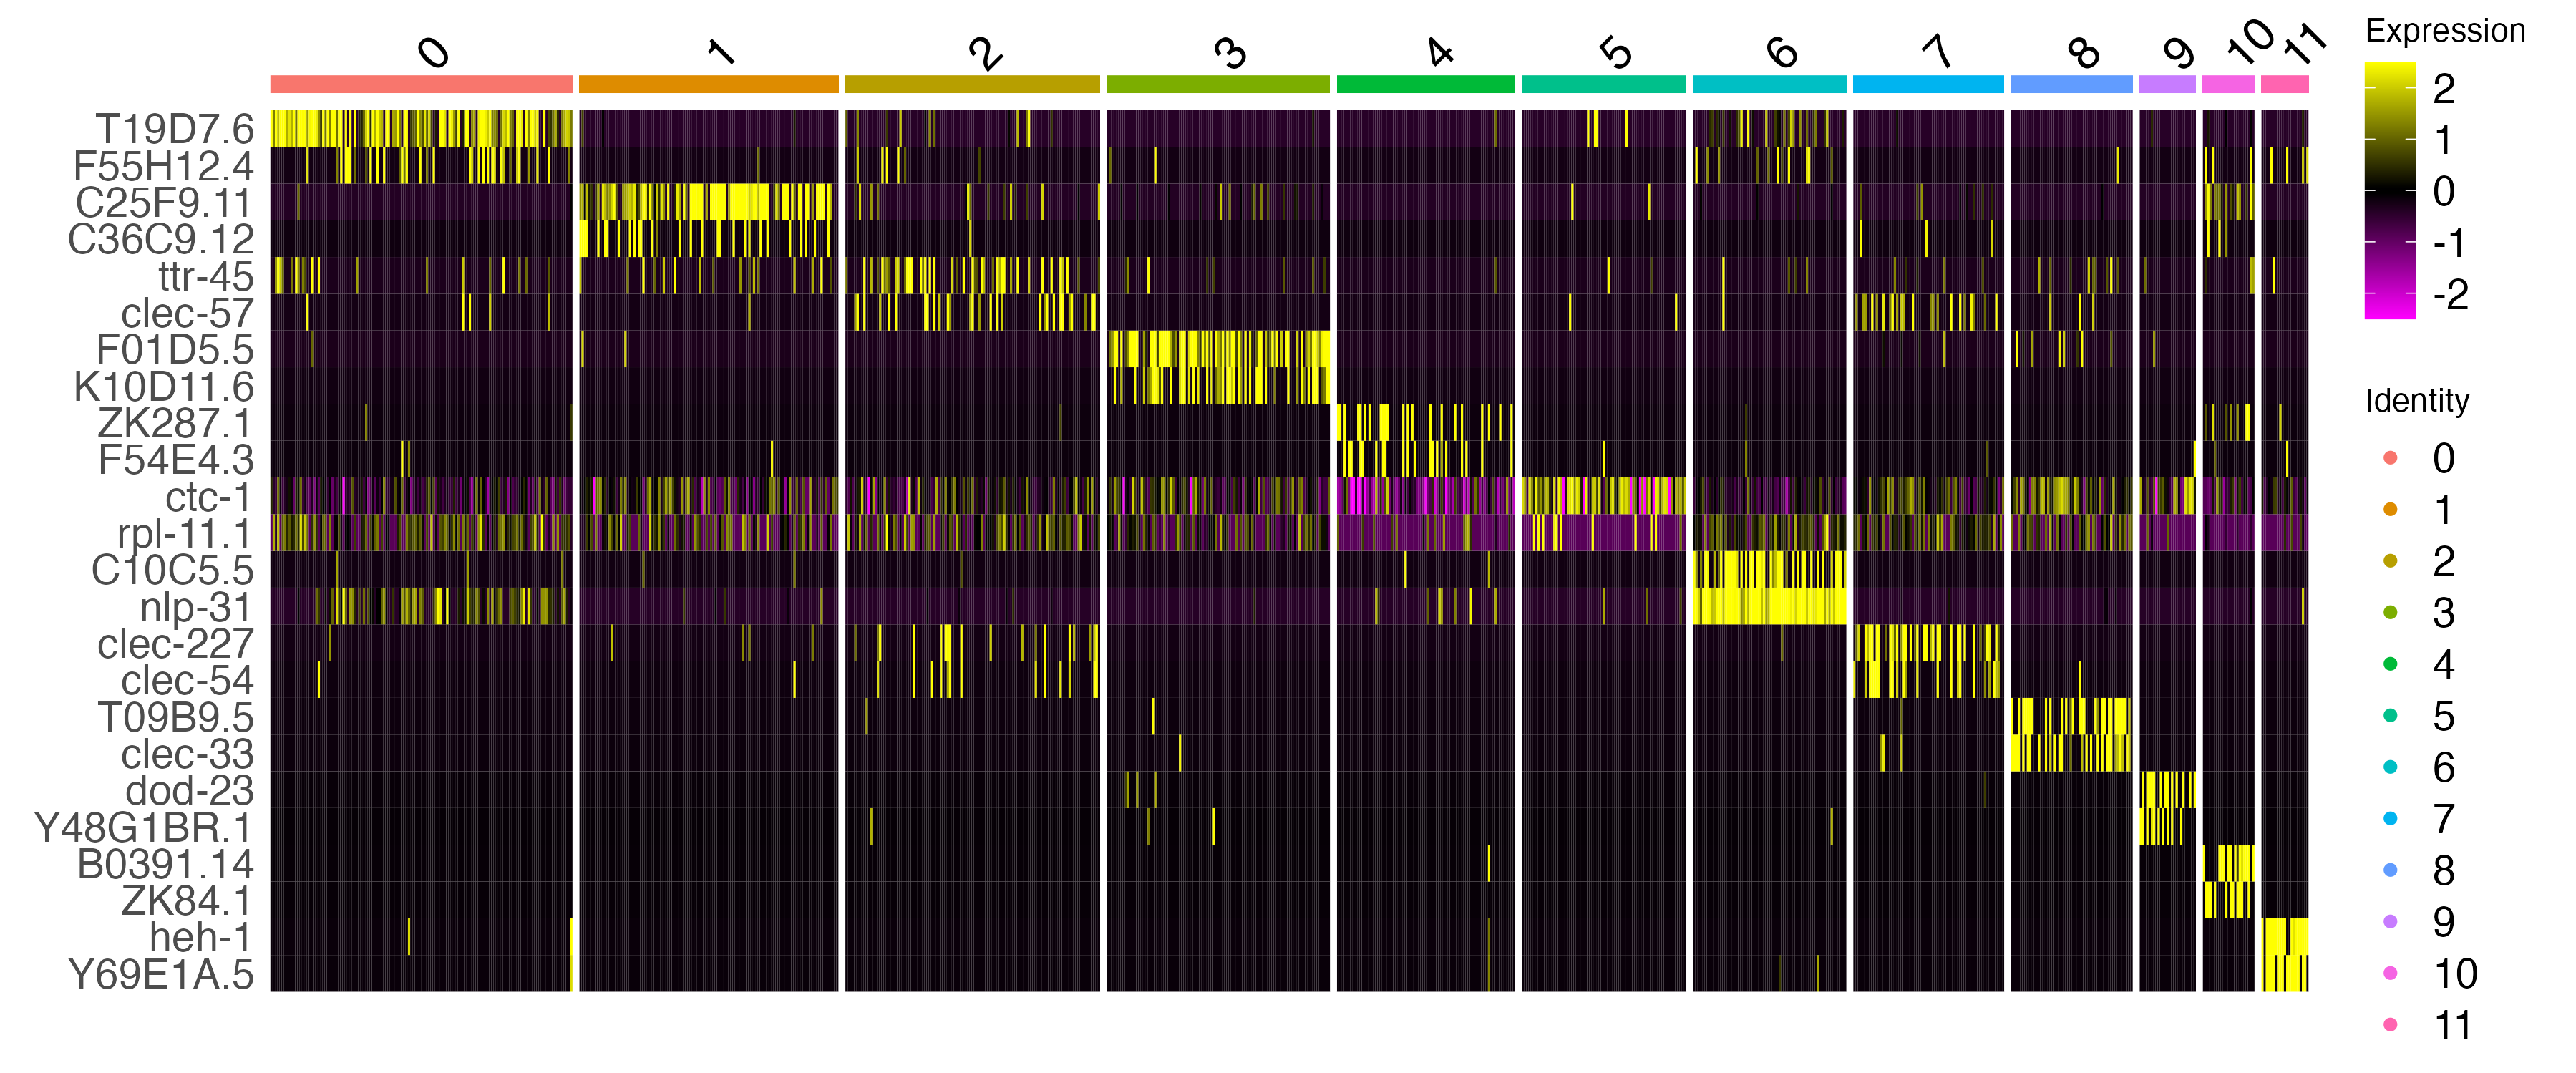 0 1 2 3 4 5 6 7 8 9 10 11
T19D7.6
F55H12.4
C25F9.11
C36C9.12
ttr-45
clec-57
F01D5.5
K10D11.6
ZK287.1
F54E4.3
ctc-1
rpl-11.1
C10C5.5
nlp-31
clec-227
clec-54
T09B9.5
clec-33
dod-23
Y48G1BR.1
B0391.14
ZK84.1
heh-1
Y69E1A.5
Expression
2
1
0
-1
-2
Identity
0
1
2
3
4
5
6
7
8
9
10
11